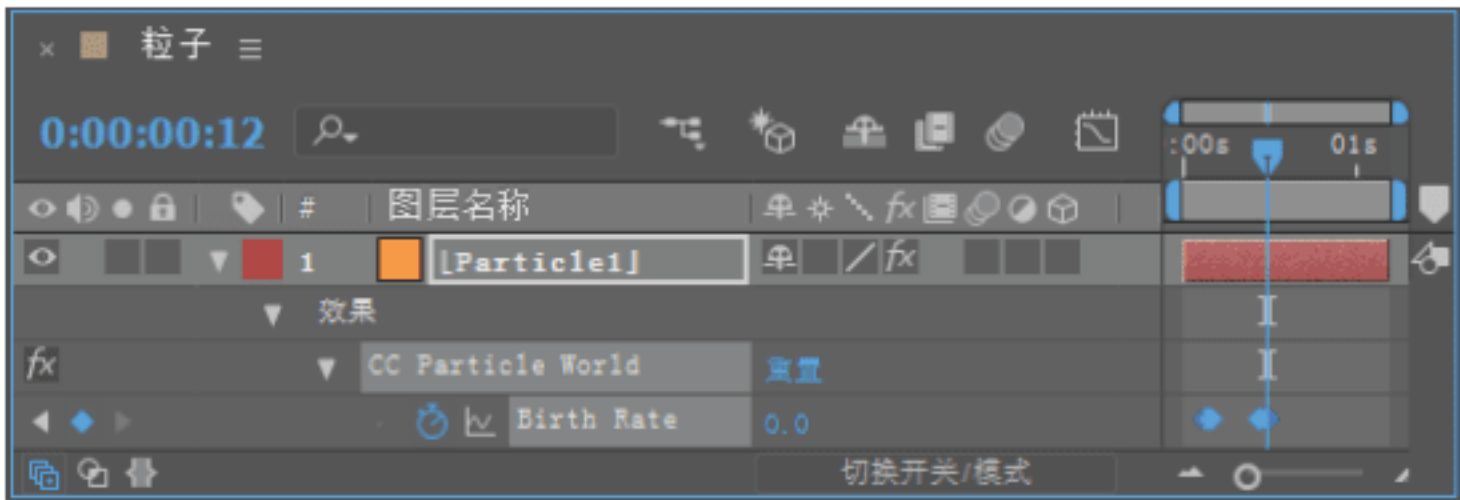 粒子
0:00:00:12
:00s 01s
# 图层名称
1 [Particle1]
效果
fx CC Particle World 重置
Birth Rate 0.0
切换开关/模式